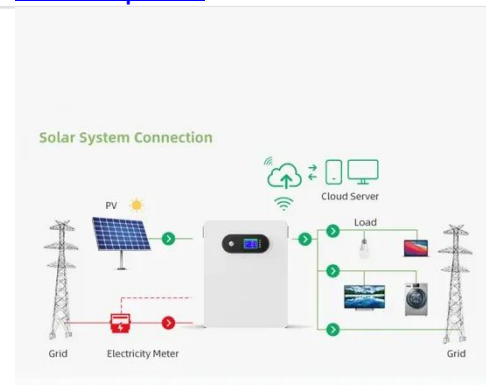 Solar System Connection
PV
Cloud Server
Load
Grid
Electricity Meter
Grid